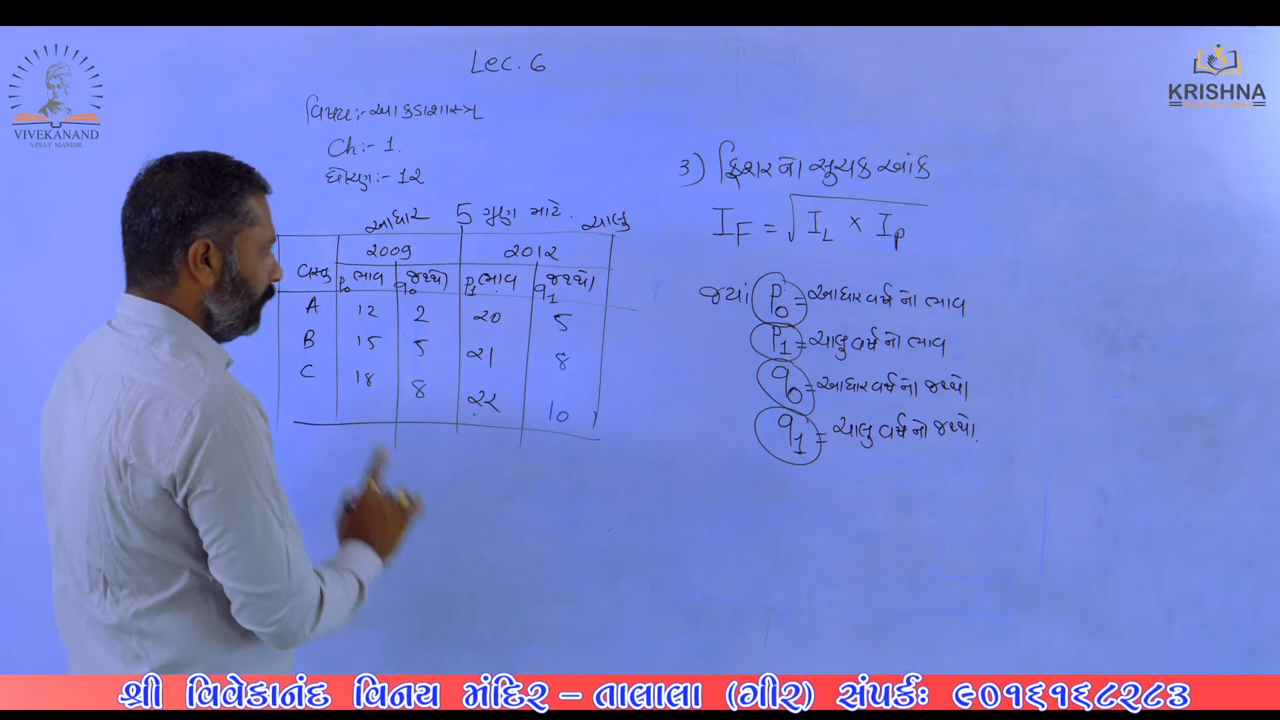 VIVEKANAND
VINAY MANDIR
KRISHNA
Lec. 6
વિષય:- આંકડાશાસ્ત્ર
Ch:- 1.
ધોરણ:- 12
આધાર 5 ગુણ માટે. ચાલુ
2009 2012
વસ્તુ P0 ભાવ q0 જથ્થો P1 ભાવ q1 જથ્થો
A 12 2 20 5
B 15 5 21 8
C 18 8 22 10
3) ફિશરનો સુચક આંક
IF = √IL × IP
જ્યાં P0 = આધાર વર્ષ નો ભાવ
P1 = ચાલુ વર્ષ નો ભાવ
q0 = આધાર વર્ષ નો જથ્થો
q1 = ચાલુ વર્ષ નો જથ્થો.
શ્રી વિવેકાનંદ વિનય મંદિર – તાલાલા (ગીર) સંપર્કઃ ૯૦૧૬૧૬૮૨૮૩